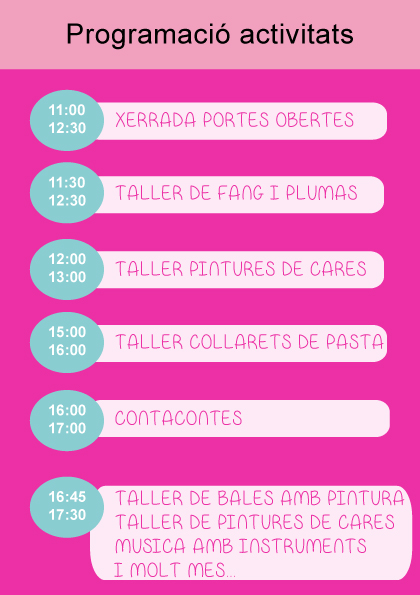 Programació activitats
11:00
12:30
XERRADA PORTES OBERTES
11:30
12:30
TALLER DE FANG I PLUMAS
12:00
13:00
TALLER PINTURES DE CARES
15:00
16:00
TALLER COLLARETS DE PASTA
16:00
17:00
CONTACONTES
16:45
17:30
TALLER DE BALES AMB PINTURA
TALLER DE PINTURES DE CARES
MUSICA AMB INSTRUMENTS
I MOLT MES...